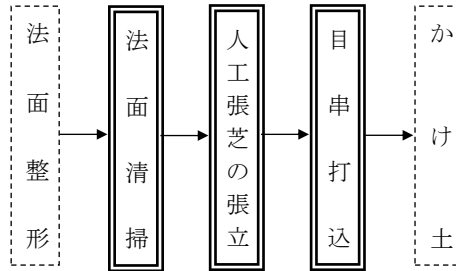 法面整形
法面清掃
人工張芝の張立
目串打込
かけ土